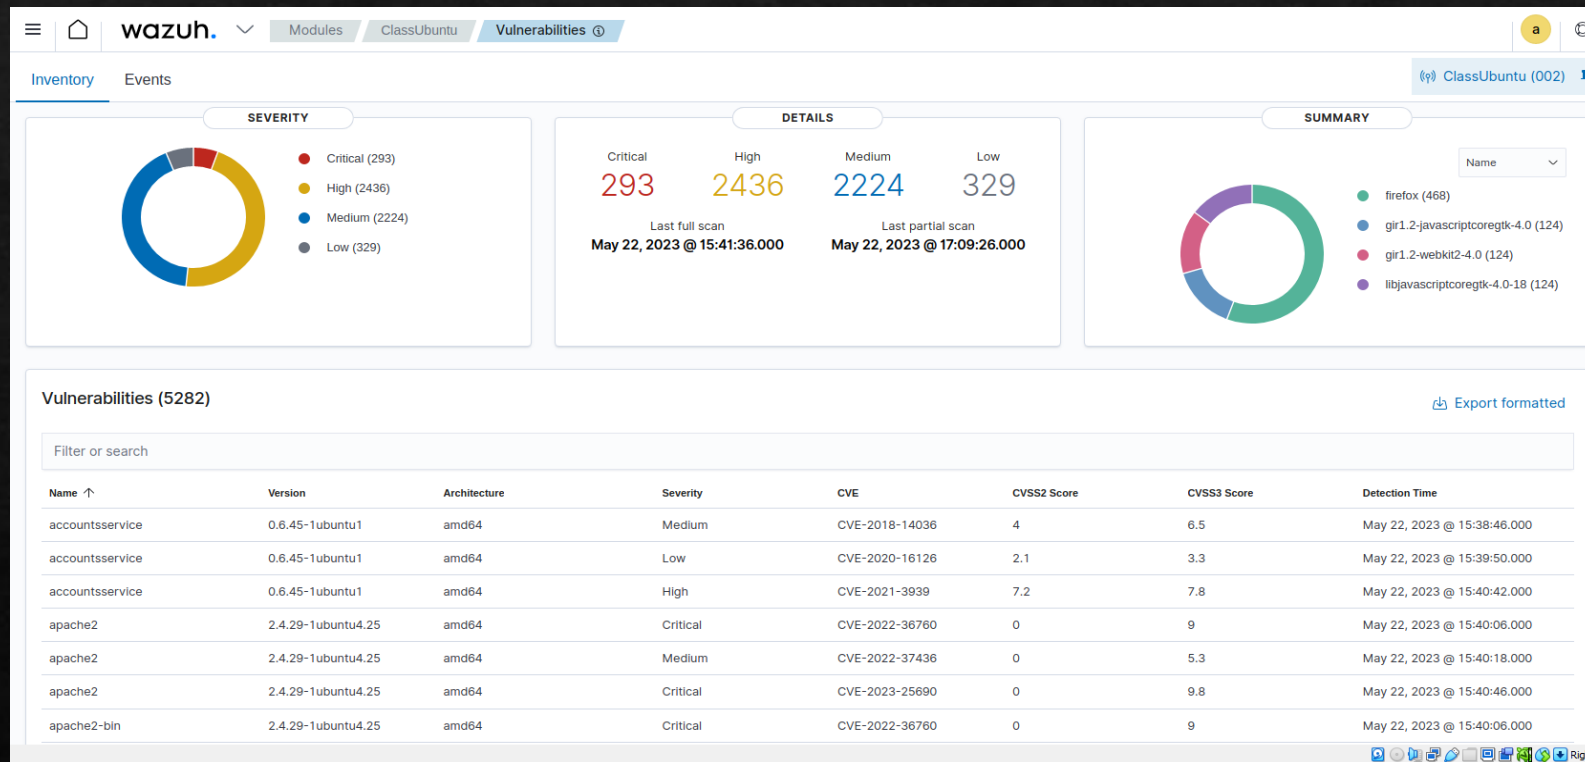 wazuh. Modules ClassUbuntu Vulnerabilities a
Inventory Events ClassUbuntu (002)
SEVERITY
Critical (293)
High (2436)
Medium (2224)
Low (329)
DETAILS
Critical High Medium Low
293 2436 2224 329
Last full scan Last partial scan
May 22, 2023 @ 15:41:36.000 May 22, 2023 @ 17:09:26.000
SUMMARY
Name
firefox (468)
gir1.2-javascriptcoregtk-4.0 (124)
gir1.2-webkit2-4.0 (124)
libjavascriptcoregtk-4.0-18 (124)
Vulnerabilities (5282)
Export formatted
Filter or search
Name Version Architecture Severity CVE CVSS2 Score CVSS3 Score Detection Time
accountsservice 0.6.45-1ubuntu1 amd64 Medium CVE-2018-14036 4 6.5 May 22, 2023 @ 15:38:46.000
accountsservice 0.6.45-1ubuntu1 amd64 Low CVE-2020-16126 2.1 3.3 May 22, 2023 @ 15:39:50.000
accountsservice 0.6.45-1ubuntu1 amd64 High CVE-2021-3939 7.2 7.8 May 22, 2023 @ 15:40:42.000
apache2 2.4.29-1ubuntu4.25 amd64 Critical CVE-2022-36760 0 9 May 22, 2023 @ 15:40:06.000
apache2 2.4.29-1ubuntu4.25 amd64 Medium CVE-2022-37436 0 5.3 May 22, 2023 @ 15:40:18.000
apache2 2.4.29-1ubuntu4.25 amd64 Critical CVE-2023-25690 0 9.8 May 22, 2023 @ 15:40:46.000
apache2-bin 2.4.29-1ubuntu4.25 amd64 Critical CVE-2022-36760 0 9 May 22, 2023 @ 15:40:06.000
Rig